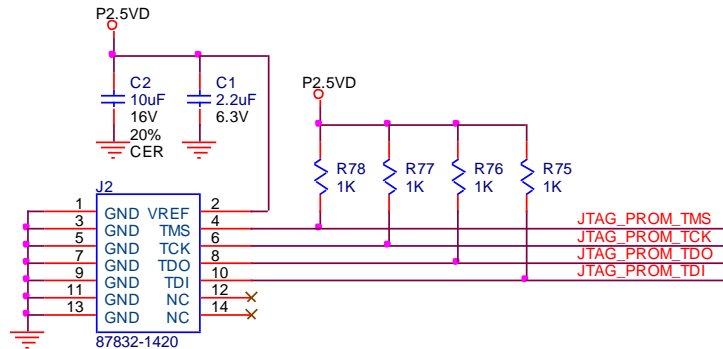 P2.5VD
C2
10uF
16V
20%
CER
C1
2.2uF
6.3V
P2.5VD
R78
1K
R77
1K
R76
1K
R75
1K
J2
1 GND VREF 2
3 GND TMS 4 JTAG_PROM_TMS
5 GND TCK 6 JTAG_PROM_TCK
7 GND TDO 8 JTAG_PROM_TDO
9 GND TDI 10 JTAG_PROM_TDI
11 GND NC 12
13 GND NC 14
87832-1420